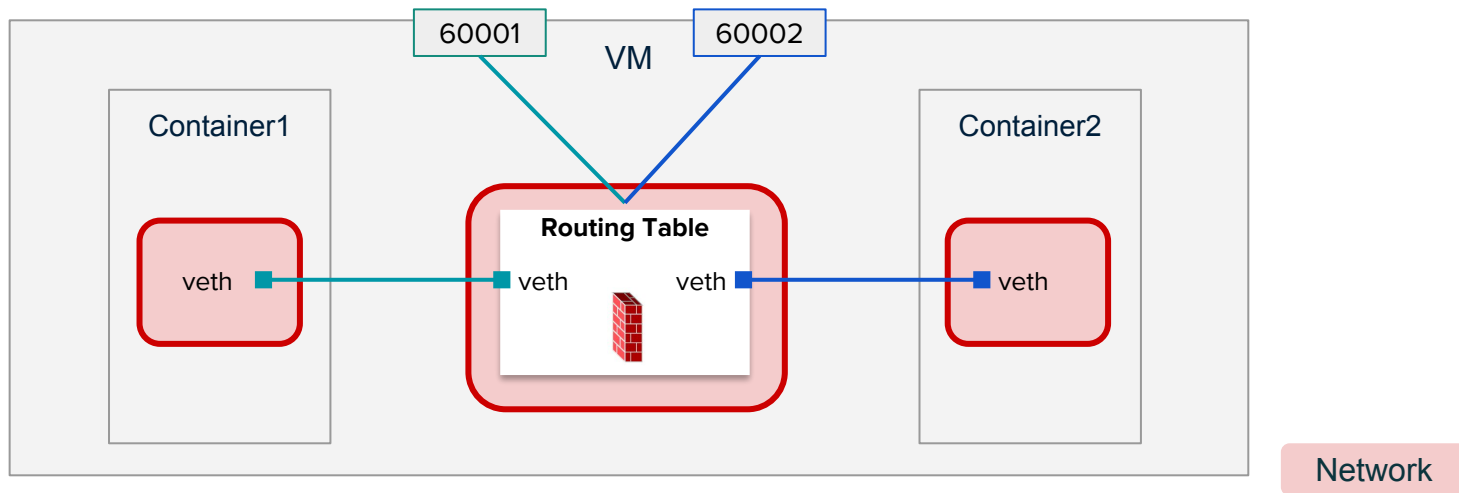 60001
60002
VM
Container1
Container2
Routing Table
veth
veth
veth
veth
Network